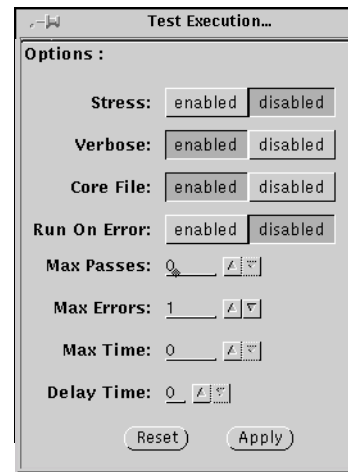 Test Execution...
Options :
Stress: enabled disabled
Verbose: enabled disabled
Core File: enabled disabled
Run On Error: enabled disabled
Max Passes: 0
Max Errors: 1
Max Time: 0
Delay Time: 0
Reset Apply